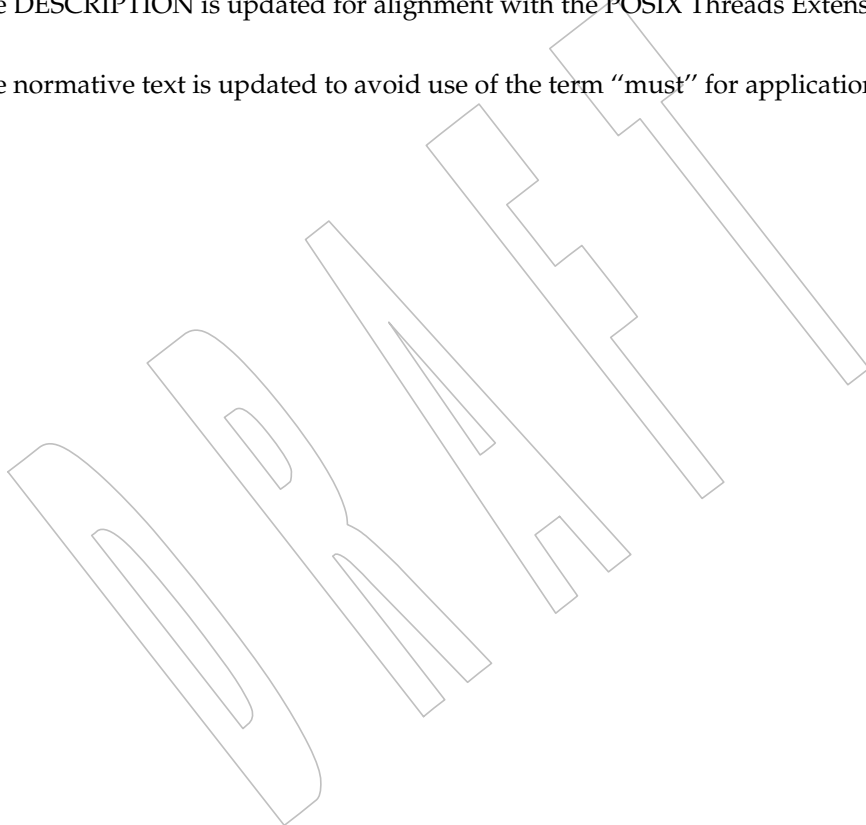 e DESCRIPTION is updated for alignment with the POSIX Threads Extens
e normative text is updated to avoid use of the term ‘‘must’’ for application
DRAFT